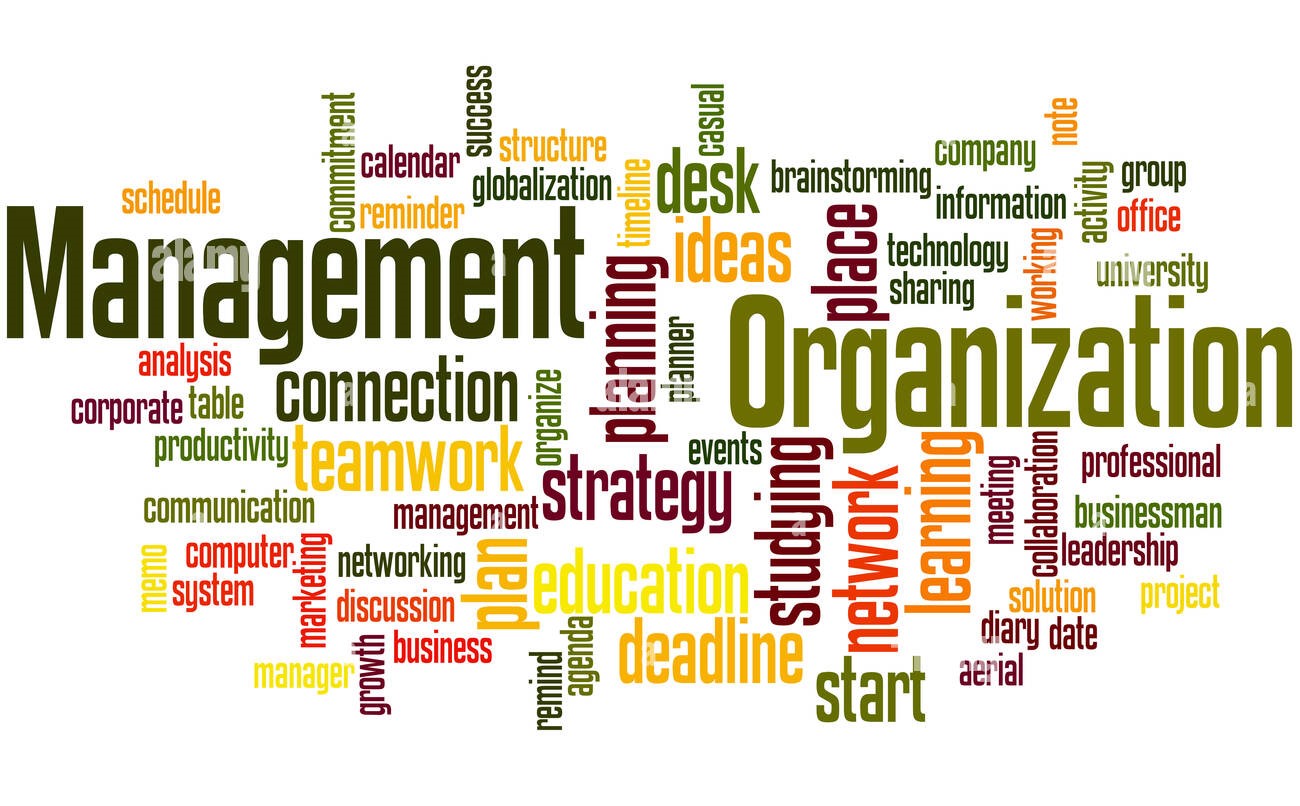 success
casual
commitment
note
calendar
structure
company
schedule
reminder
globalization
timeline
desk
brainstorming
information
activity
group
office
Management
ideas
place
technology
sharing
working
university
planning
planner
Organization
analysis
corporate
table
connection
organize
productivity
teamwork
events
strategy
studying
network
learning
meeting
collaboration
professional
communication
management
businessman
leadership
memo
computer
system
marketing
networking
discussion
plan
education
solution
project
manager
growth
business
remind
agenda
deadline
start
diary
date
aerial
alamy
a
a
a
alamy
a
a
a
a
a
a